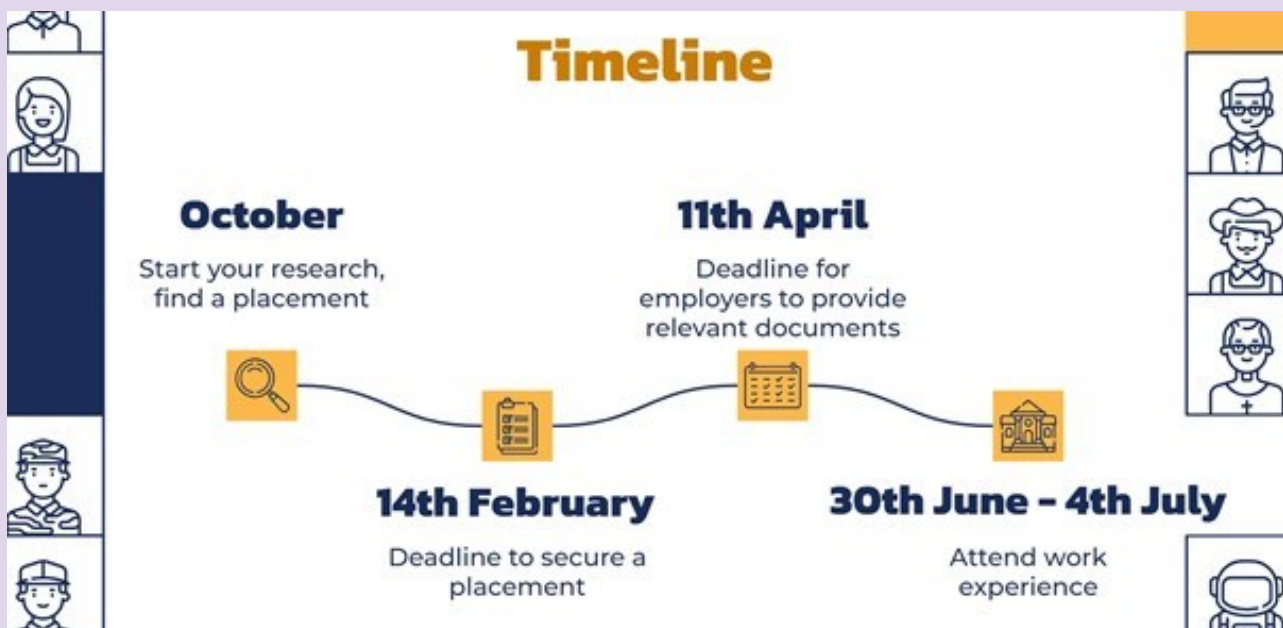 Timeline
October
Start your research,
find a placement
14th February
Deadline to secure a
placement
11th April
Deadline for
employers to provide
relevant documents
30th June – 4th July
Attend work
experience